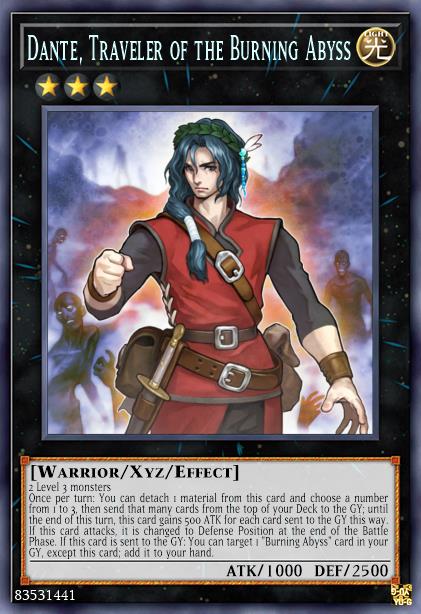 Dante, Traveler of the Burning Abyss
LIGHT
光
[Warrior/Xyz/Effect]
2 Level 3 monsters
Once per turn: You can detach 1 material from this card and choose a number
from 1 to 3, then send that many cards from the top of your Deck to the GY; until
the end of this turn, this card gains 500 ATK for each card sent to the GY this way.
If this card attacks, it is changed to Defense Position at the end of the Battle
Phase. If this card is sent to the GY: You can target 1 "Burning Abyss" card in your
GY, except this card; add it to your hand.
ATK/1000 DEF/2500
83531441